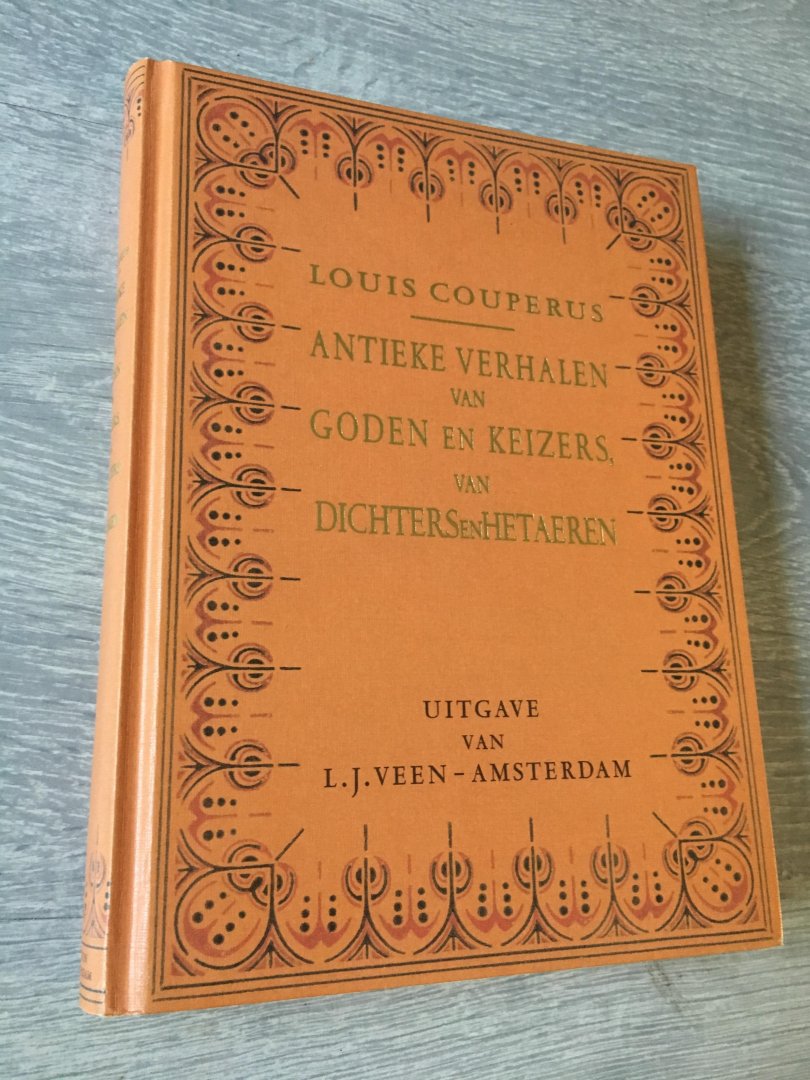 LOUIS COUPERUS
ANTIEKE VERHALEN
VAN
GODEN EN KEIZERS,
VAN
DICHTERS EN HETAEREN
UITGAVE
VAN
L.J. VEEN - AMSTERDAM